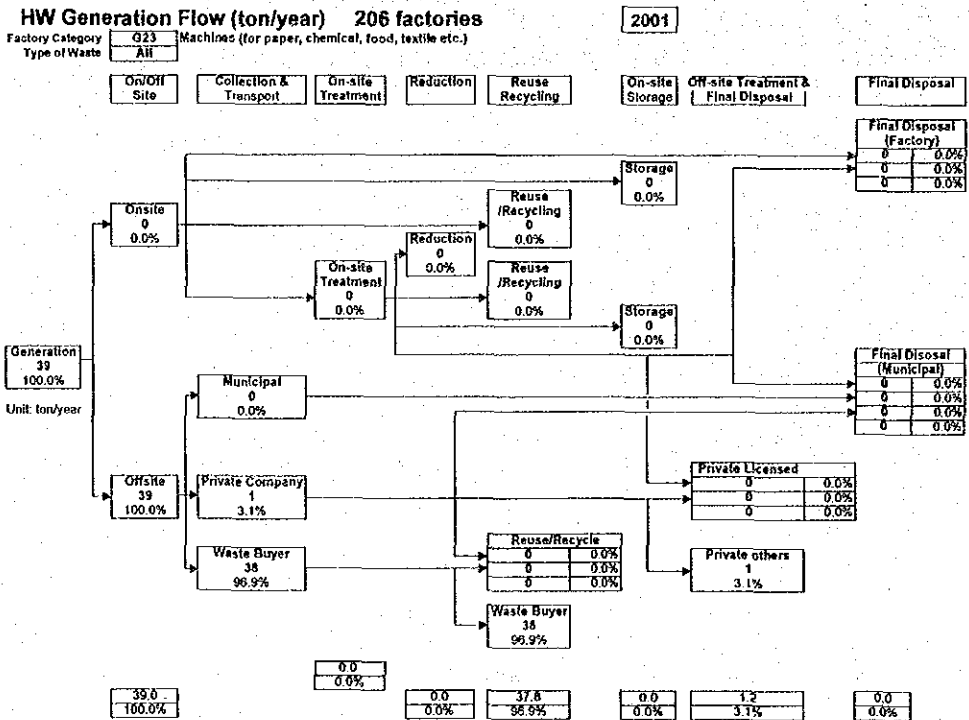 HW Generation Flow (ton/year) 206 factories
2001
Factory Category G23 Machines (for paper, chemical, food, textile etc.)
Type of Waste All
On/Off Site
Collection & Transport
On-site Treatment
Reduction
Reuse Recycling
On-site Storage
Off-site Treatment & Final Disposal
Final Disposal
Final Disposal
(Factory)
0 0.0%
0 0.0%
0 0.0%
Storage
0
0.0%
Onsite
0
0.0%
Reuse
/Recycling
0
0.0%
Reduction
0
0.0%
On-site
Treatment
0
0.0%
Reuse
/Recycling
0
0.0%
Storage
0
0.0%
Generation
39
100.0%
Unit: ton/year
Municipal
0
0.0%
Final Disosal
(Municipal)
0 0.0%
0 0.0%
0 0.0%
0 0.0%
Offsite
39
100.0%
Private Company
1
3.1%
Private Licensed
0 0.0%
0 0.0%
0 0.0%
Waste Buyer
38
96.9%
Reuse/Recycle
0 0.0%
0 0.0%
0 0.0%
Private others
1
3.1%
Waste Buyer
38
96.9%
0.0
0.0%
39.0
100.0%
0.0
0.0%
37.8
96.9%
0.0
0.0%
1.2
3.1%
0.0
0.0%